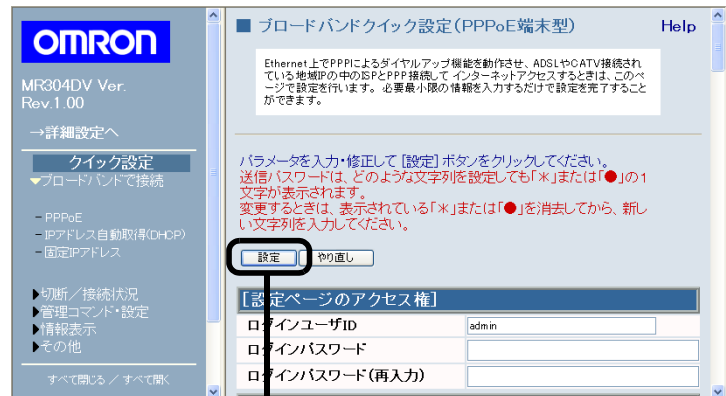 OMRON
MR304DV Ver.
Rev.1.00
→詳細設定へ
クイック設定
ブロードバンドで接続
- PPPoE
- IPアドレス自動取得(DHCP)
- 固定IPアドレス
▶切断／接続状況
▶管理コマンド・設定
▶情報表示
▶その他
すべて閉じる / すべて開く
■ ブロードバンドクイック設定(PPPoE端末型)
Help
Ethernet上でPPPによるダイヤルアップ機能を動作させ、ADSLやCATV接続され
ている地域IPの中のISPとPPP接続して インターネットアクセスするときは、このペ
ージで設定を行います。 必要最小限の情報を入力するだけで設定を完了すること
ができます。
パラメータを入力・修正して [設定] ボタンをクリックしてください。
送信パスワードは、どのような文字列を設定しても「＊」または「●」の1
文字が表示されます。
変更するときは、表示されている「＊」または「●」を消去してから、新し
い文字列を入力してください。
設定
やり直し
[設定ページのアクセス権]
ログインユーザID
admin
ログインパスワード
ログインパスワード(再入力)